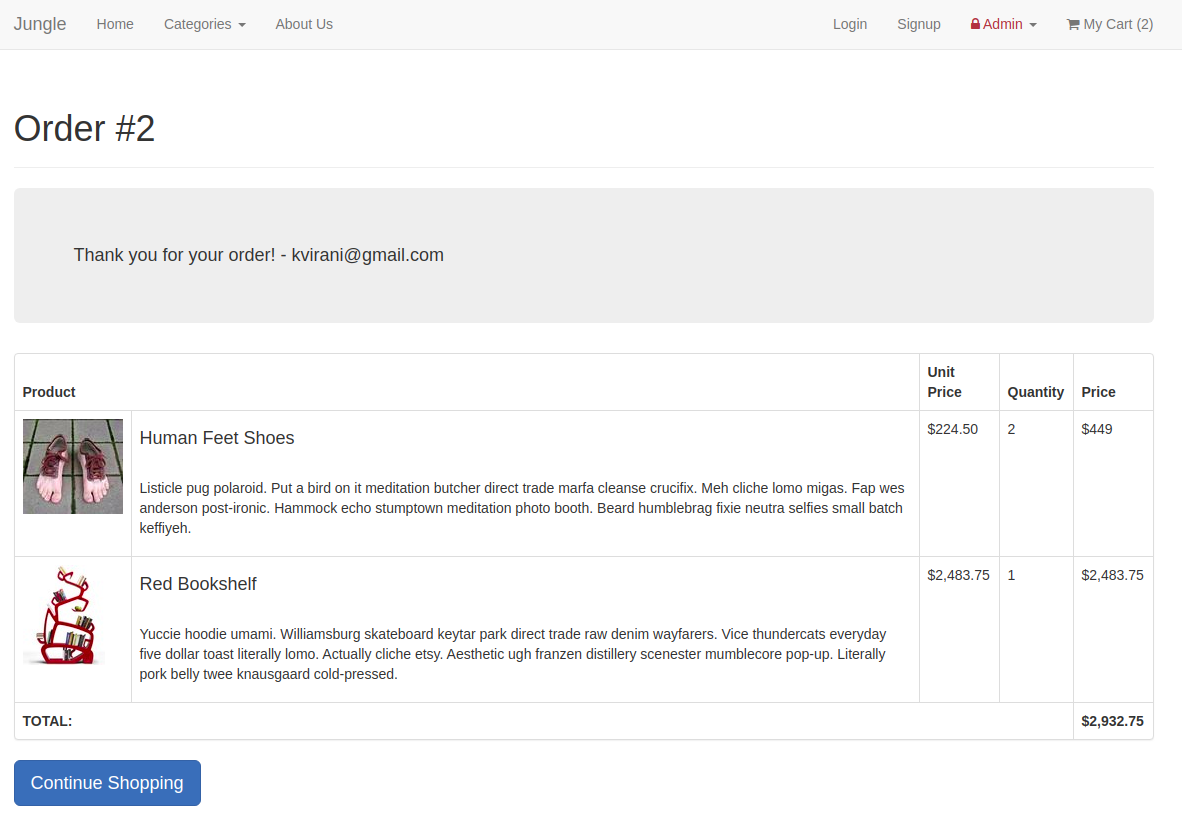 Jungle Home Categories About Us Login Signup Admin My Cart (2)
Order #2
Thank you for your order! - kvirani@gmail.com
Product Unit Price Quantity Price
Human Feet Shoes $224.50 2 $449
Listicle pug polaroid. Put a bird on it meditation butcher direct trade marfa cleanse crucifix. Meh cliche lomo migas. Fap wes
anderson post-ironic. Hammock echo stumptown meditation photo booth. Beard humblebrag fixie neutra selfies small batch
keffiyeh.
Red Bookshelf $2,483.75 1 $2,483.75
Yuccie hoodie umami. Williamsburg skateboard keytar park direct trade raw denim wayfarers. Vice thundercats everyday
five dollar toast literally lomo. Actually cliche etsy. Aesthetic ugh franzen distillery scenester mumblecore pop-up. Literally
pork belly twee knausgaard cold-pressed.
TOTAL: $2,932.75
Continue Shopping